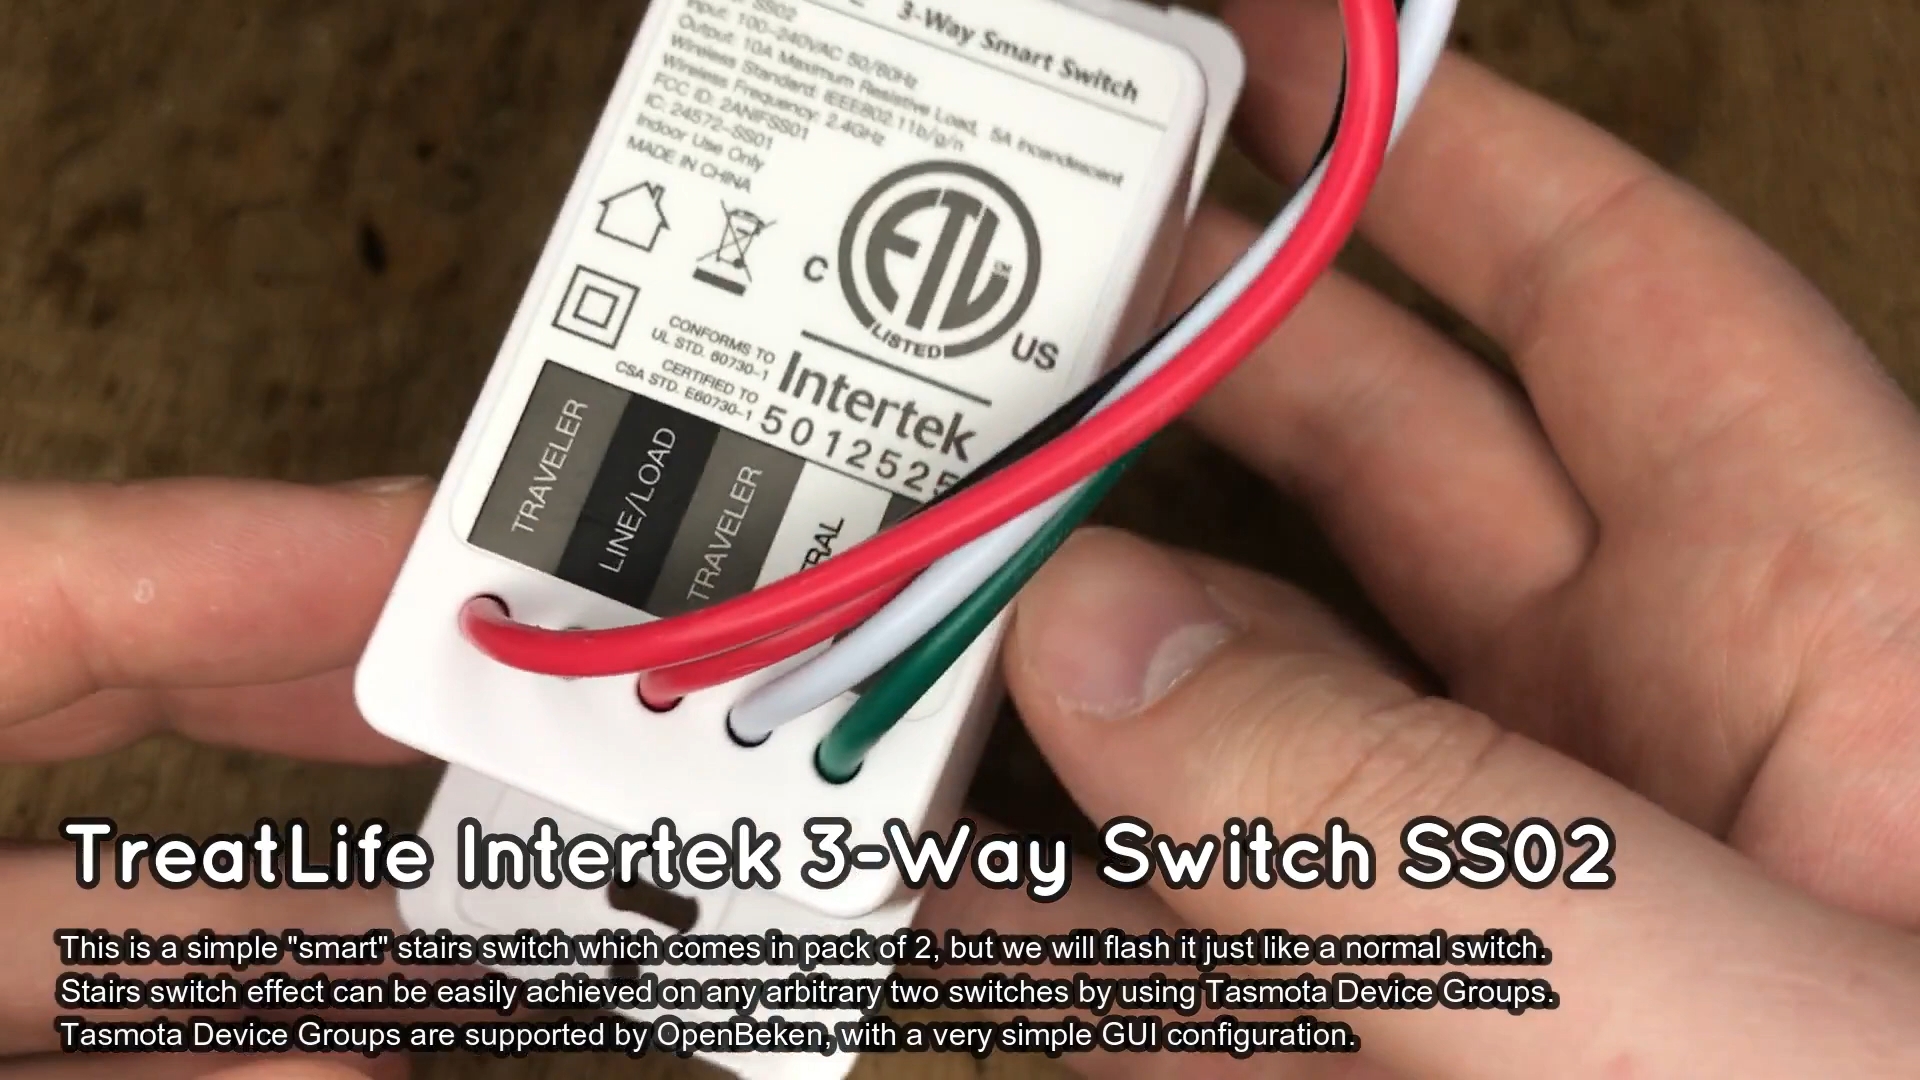 3-Way Smart Switch
SS02
Input: 100-240VAC 50/60Hz
Output: 10A Maximum Resistive Load, 5A Incandescent
Wireless Standard: IEEE802.11b/g/n
Wireless Frequency: 2.4GHz
FCC ID: 2ANIFSS01
IC: 24572-SS01
Indoor Use Only
MADE IN CHINA
C
ETL
CM
LISTED
US
CONFORMS TO
UL STD. 60730-1
CERTIFIED TO
CSA STD. E60730-1
Intertek
501252
TRAVELER
LINE/LOAD
TRAVELER
TRAL
TreatLife Intertek 3-Way Switch SS02
This is a simple "smart" stairs switch which comes in pack of 2, but we will flash it just like a normal switch.
Stairs switch effect can be easily achieved on any arbitrary two switches by using Tasmota Device Groups.
Tasmota Device Groups are supported by OpenBeken, with a very simple GUI configuration.